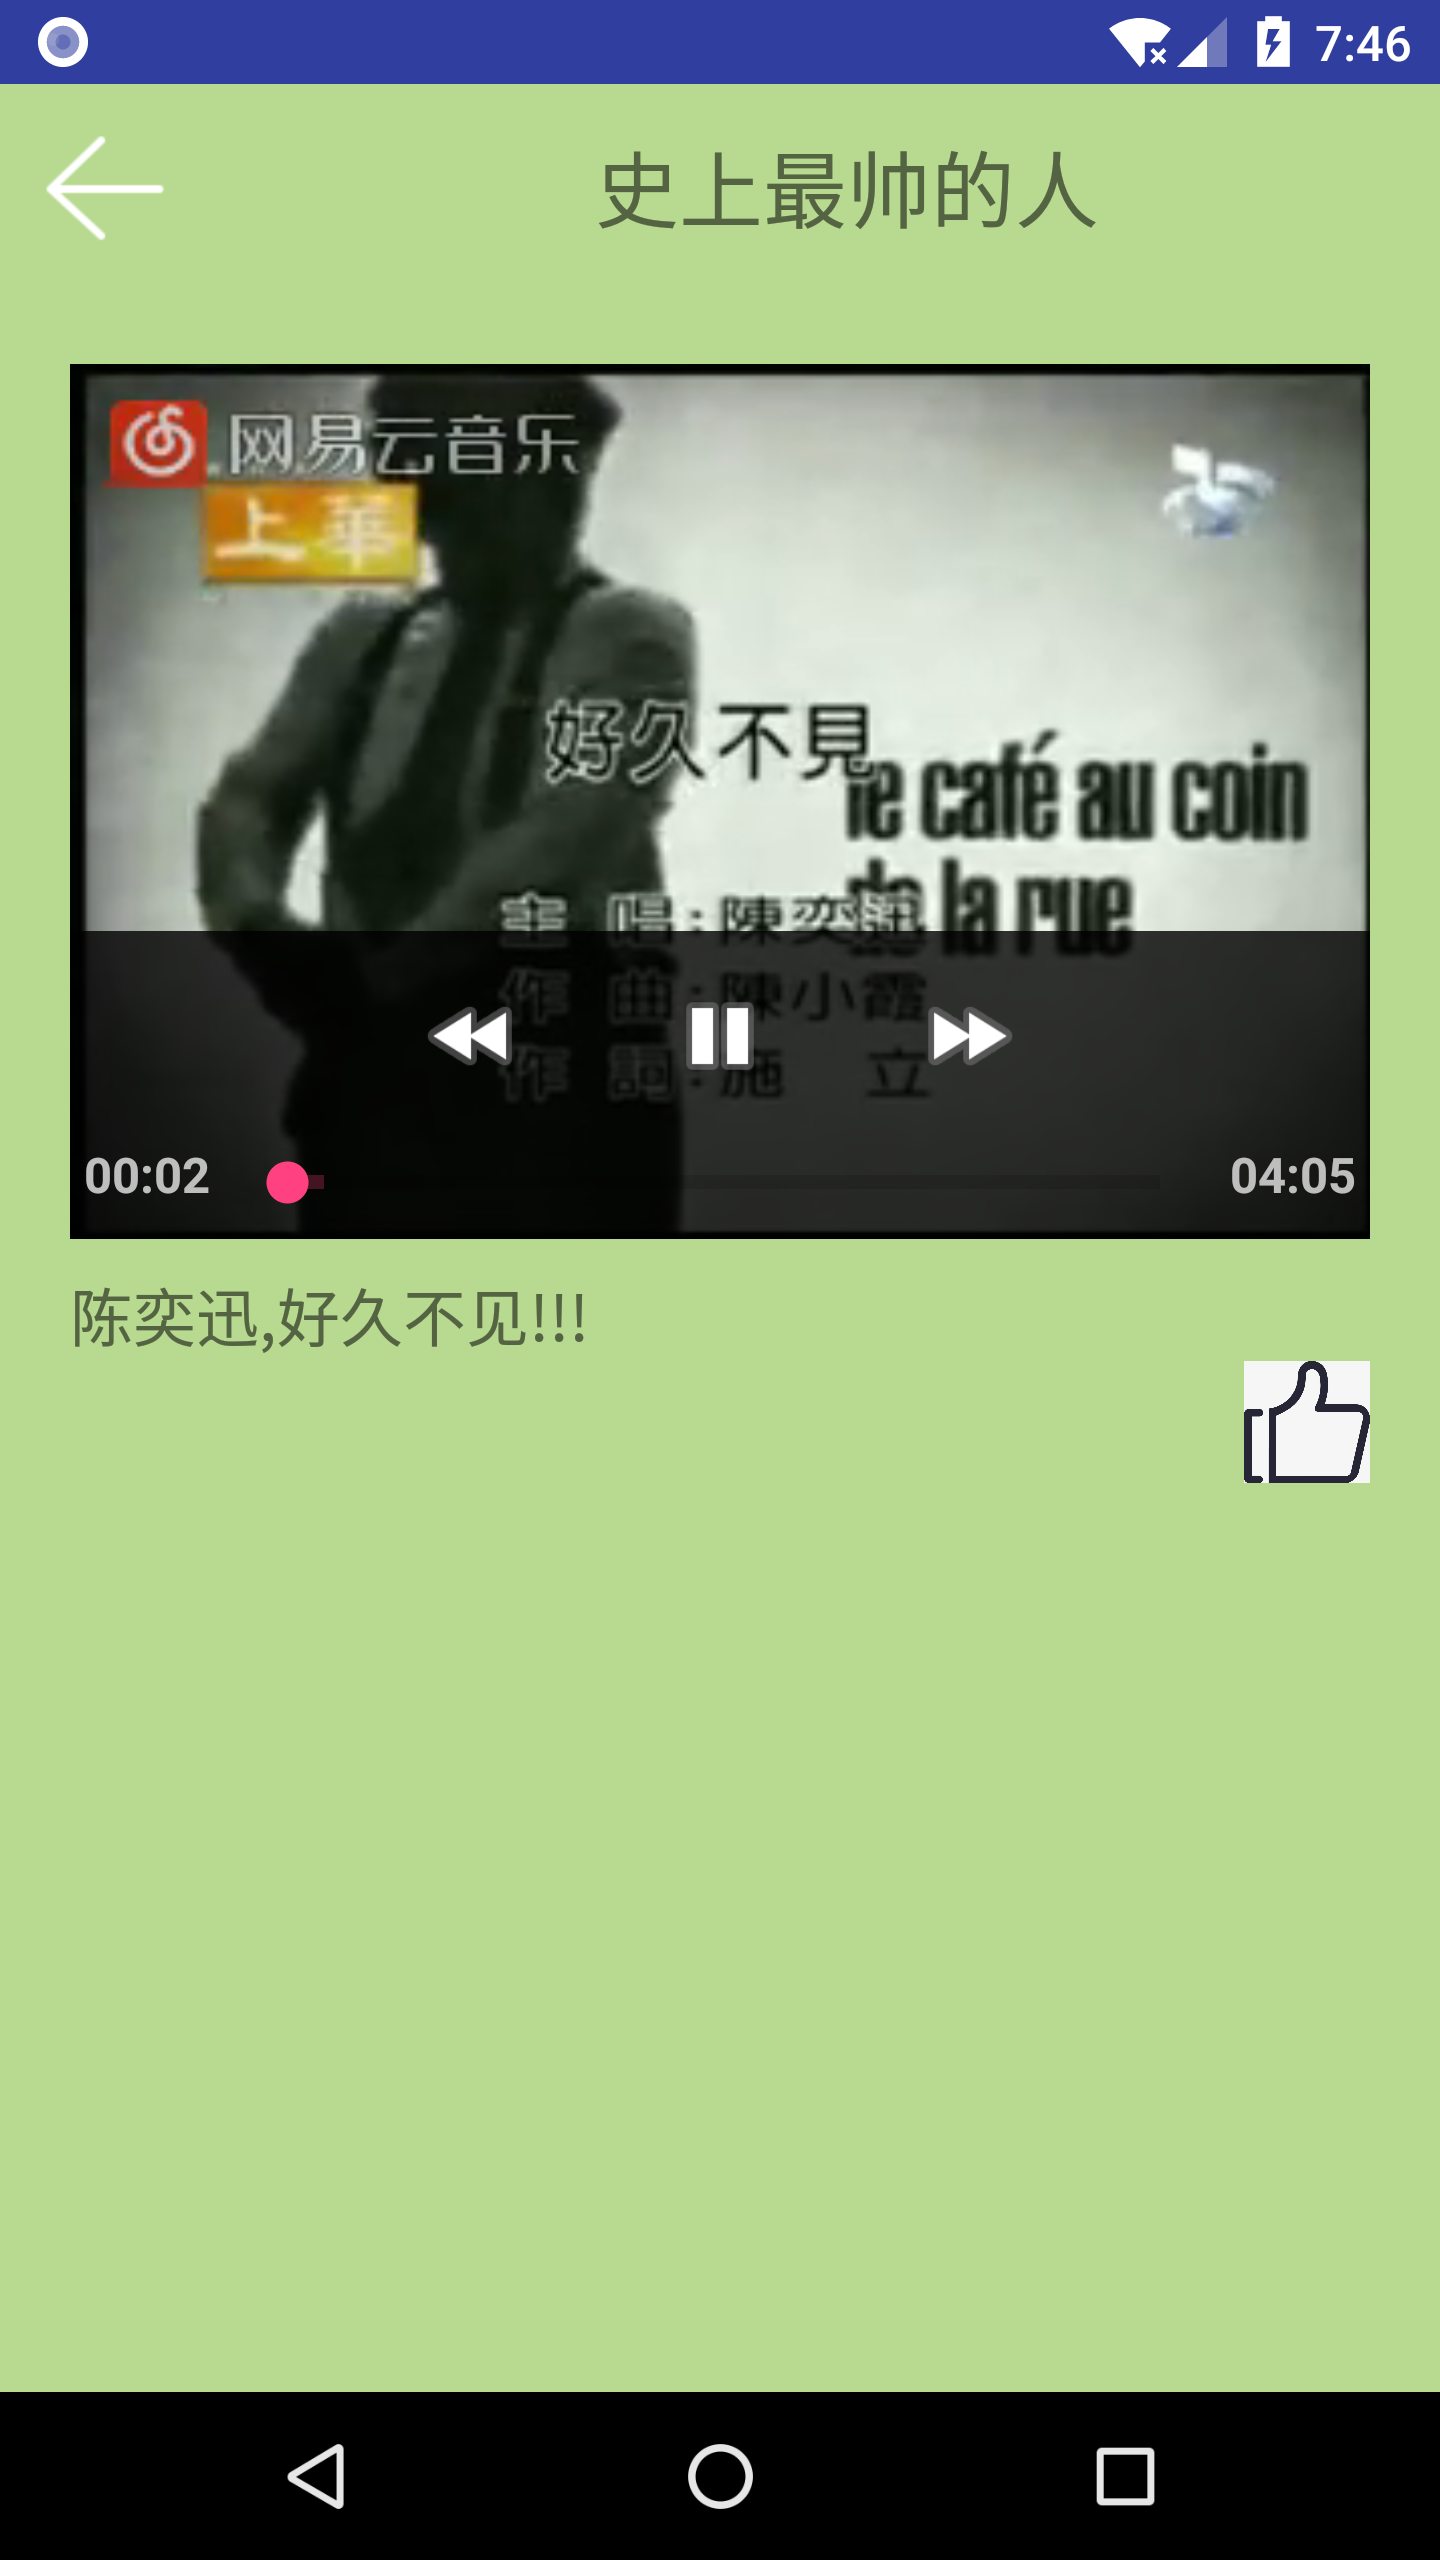 7:46
史上最帅的人
网易云音乐
上華
好久不見
le café au coin
de la rue
主 唱:陳奕迅
作 曲:陳小霞
作 詞:施 立
00:02
04:05
陈奕迅,好久不见!!!